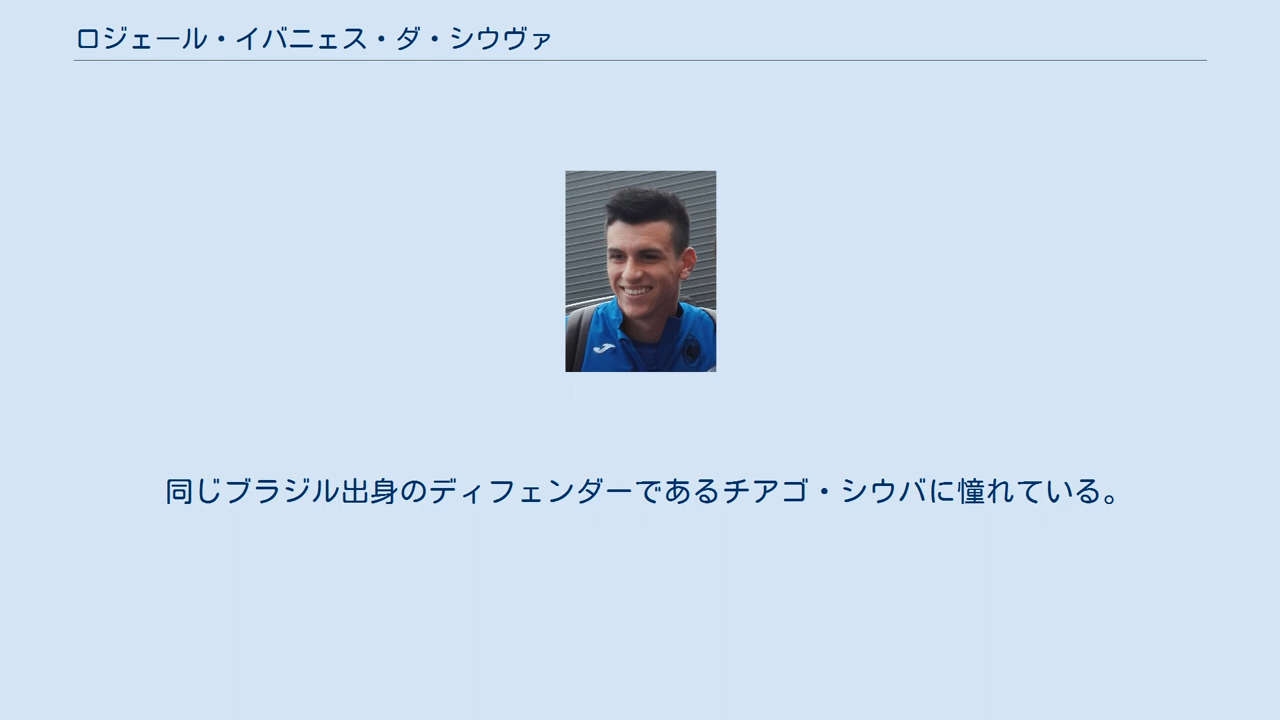 ロジェール・イバニェス・ダ・シウヴァ
同じブラジル出身のディフェンダーであるチアゴ・シウバに憧れている。